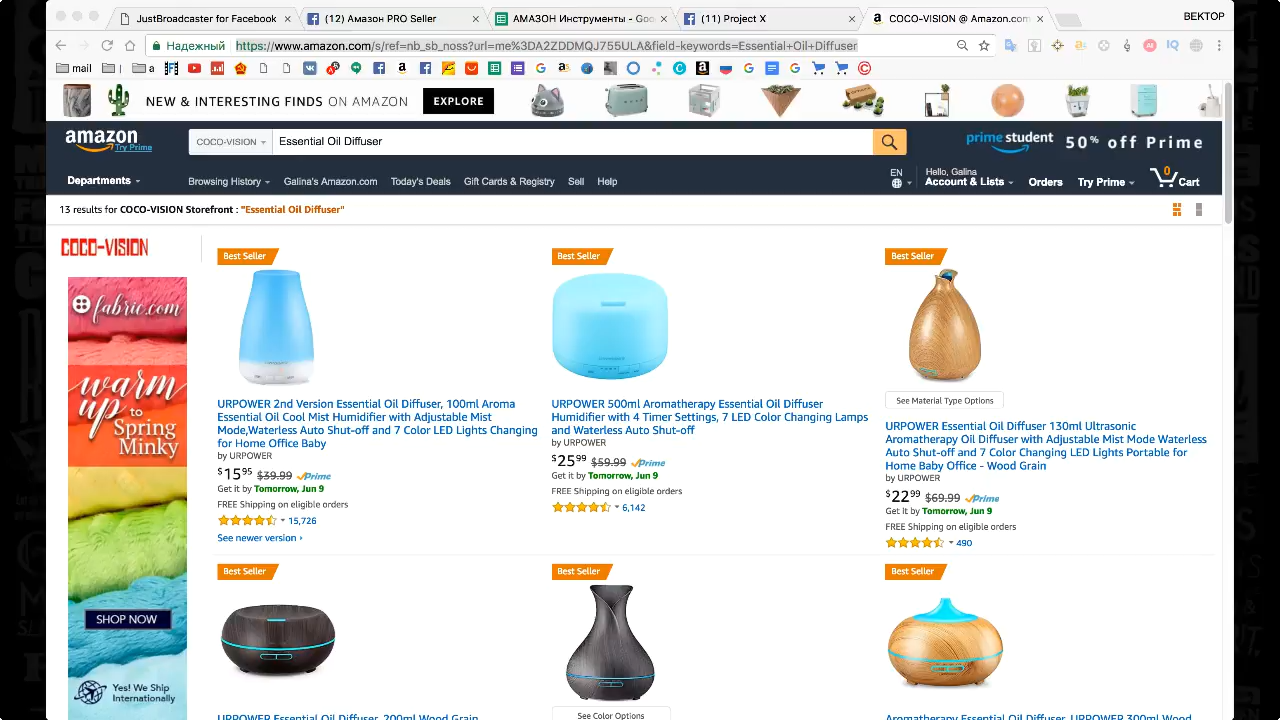 JustBroadcaster for Facebook
(12) Амазон PRO Seller
АМАЗОН Инструменты - Goo
(11) Project X
COCO-VISION @ Amazon.com
ВЕКТОР
Надежный
https://www.amazon.com/s/ref=nb_sb_noss?url=me%3DA2ZDDMQJ755ULA&field-keywords=Essential+Oil+Diffuser
mail
a
NEW & INTERESTING FINDS ON AMAZON
EXPLORE
amazon
Try Prime
COCO-VISION
Essential Oil Diffuser
prime student 50% off Prime
Departments
Browsing History
Galina's Amazon.com
Today's Deals
Gift Cards & Registry
Sell
Help
EN
Hello, Galina
Account & Lists
Orders
Try Prime
0
Cart
13 results for COCO-VISION Storefront : "Essential Oil Diffuser"
COCO-VISION
fabric.com
warm
up to
Spring
Minky
SHOP NOW
Yes! We Ship
Internationally
Best Seller
URPOWER 2nd Version Essential Oil Diffuser, 100ml Aroma
Essential Oil Cool Mist Humidifier with Adjustable Mist
Mode,Waterless Auto Shut-off and 7 Color LED Lights Changing
for Home Office Baby
by URPOWER
$15 95 $39.99 Prime
Get it by Tomorrow, Jun 9
FREE Shipping on eligible orders
15,726
See newer version ›
Best Seller
URPOWER 500ml Aromatherapy Essential Oil Diffuser
Humidifier with 4 Timer Settings, 7 LED Color Changing Lamps
and Waterless Auto Shut-off
by URPOWER
$25 99 $59.99 Prime
Get it by Tomorrow, Jun 9
FREE Shipping on eligible orders
6,142
Best Seller
See Material Type Options
URPOWER Essential Oil Diffuser 130ml Ultrasonic
Aromatherapy Oil Diffuser with Adjustable Mist Mode Waterless
Auto Shut-off and 7 Color Changing LED Lights Portable for
Home Baby Office - Wood Grain
by URPOWER
$22 99 $69.99 Prime
Get it by Tomorrow, Jun 9
FREE Shipping on eligible orders
490
Best Seller
URPOWER Essential Oil Diffuser, 200ml Wood Grain
Best Seller
See Color Options
Best Seller
Aromatherapy Essential Oil Diffuser, URPOWER 300ml Wood